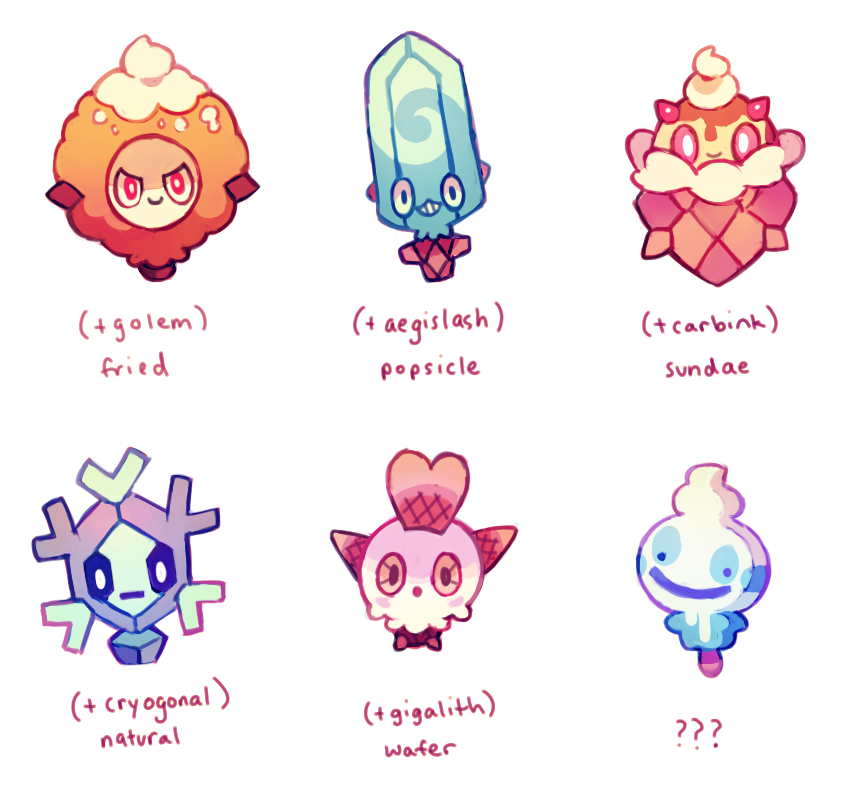 (+golem)
fried
(+aegislash)
popsicle
(+carbink)
sundae
(+cryogonal)
natural
(+gigalith)
wafer
???